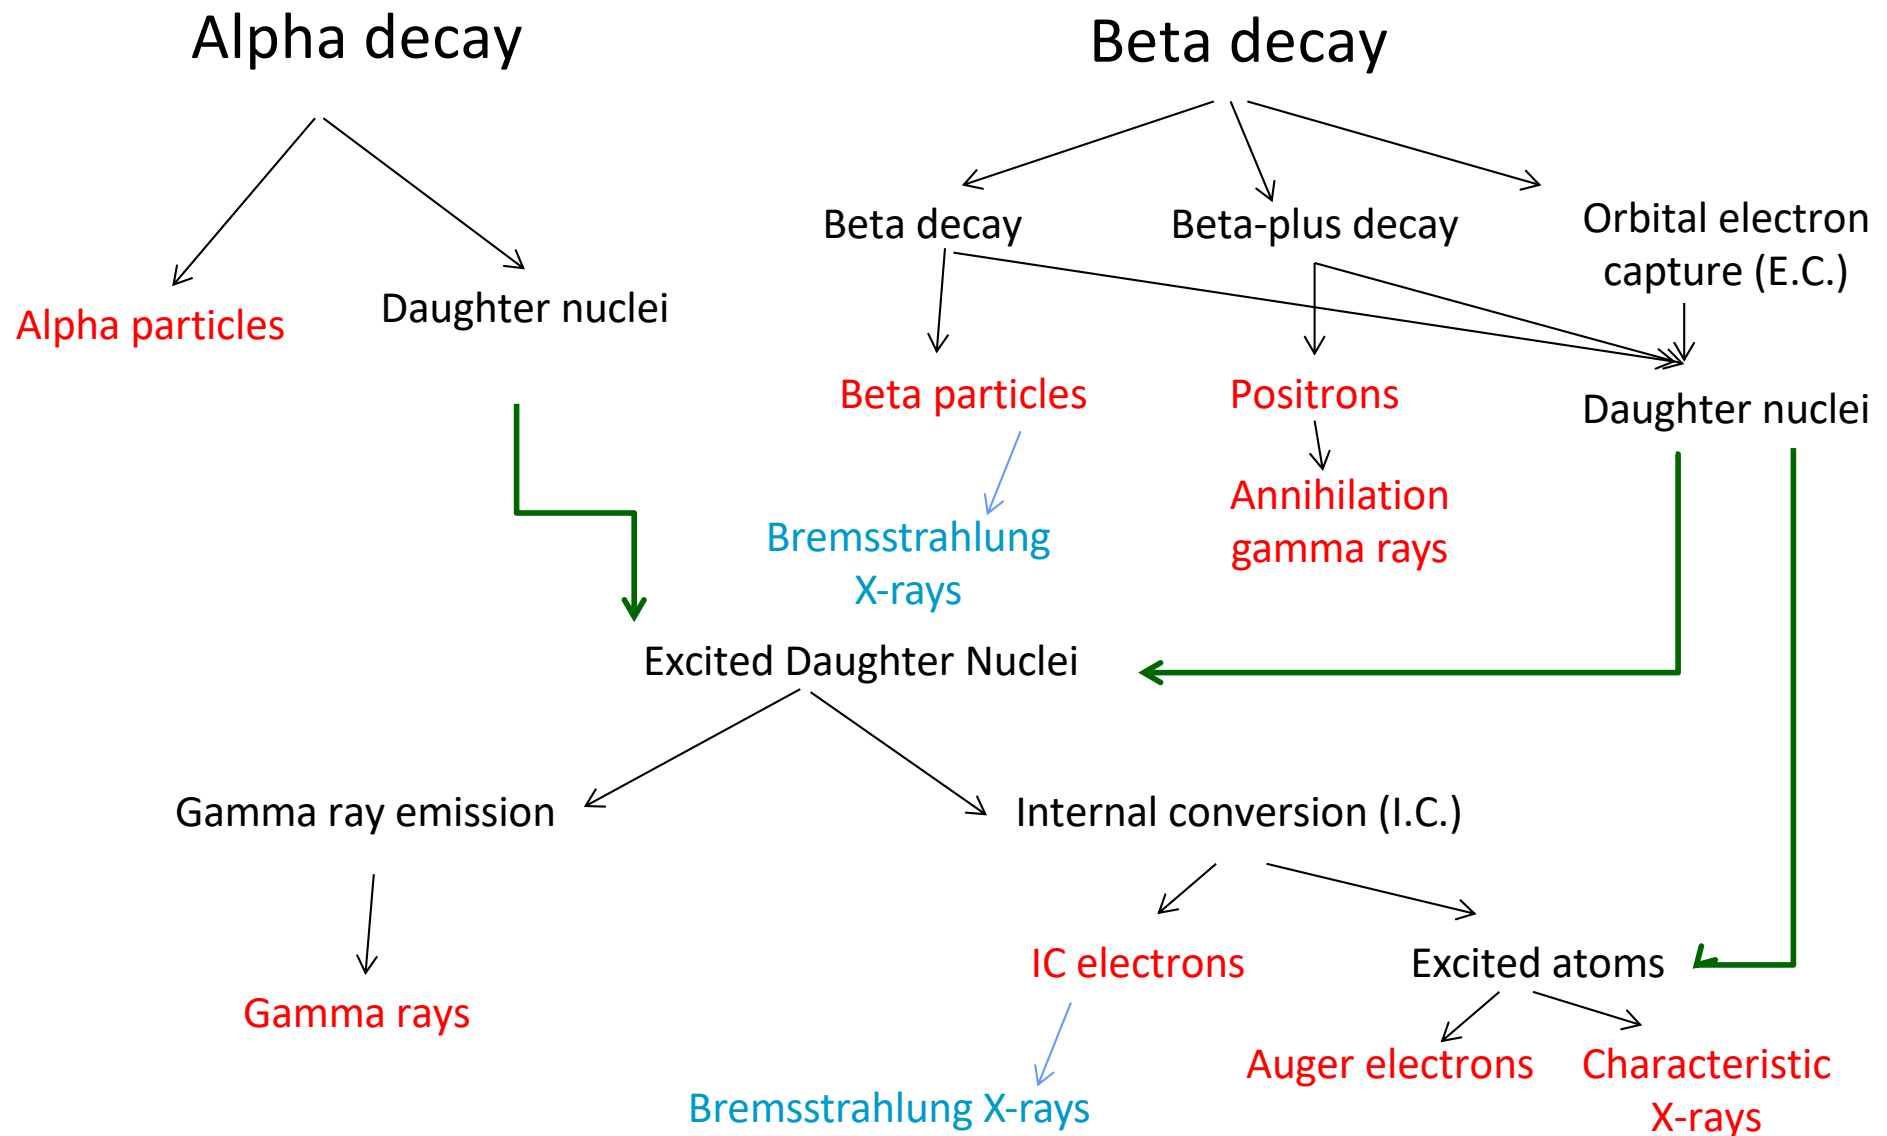 Alpha decay
Beta decay
Beta decay
Beta-plus decay
Orbital electron
capture (E.C.)
Alpha particles
Daughter nuclei
Beta particles
Positrons
Daughter nuclei
Bremsstrahlung
X-rays
Annihilation
gamma rays
Excited Daughter Nuclei
Gamma ray emission
Internal conversion (I.C.)
Gamma rays
IC electrons
Excited atoms
Bremsstrahlung X-rays
Auger electrons
Characteristic
X-rays